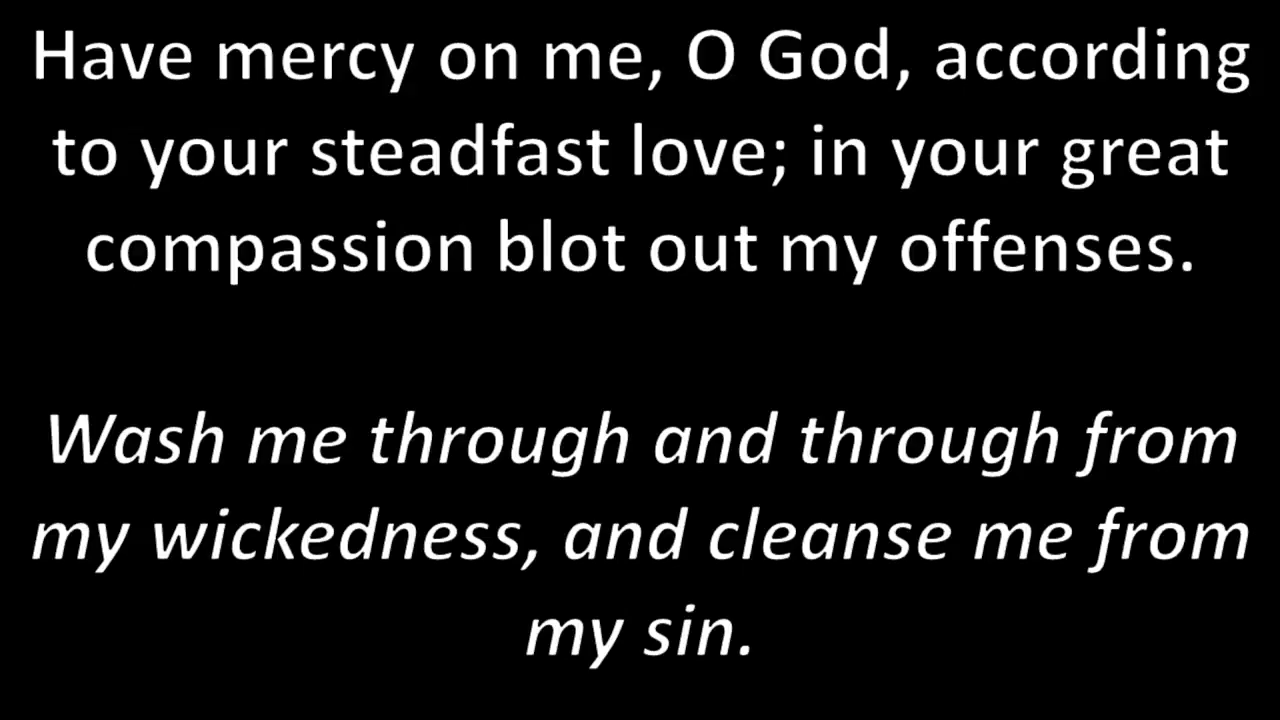 Have mercy on me, O God, according
to your steadfast love; in your great
compassion blot out my offenses.
Wash me through and through from
my wickedness, and cleanse me from
my sin.